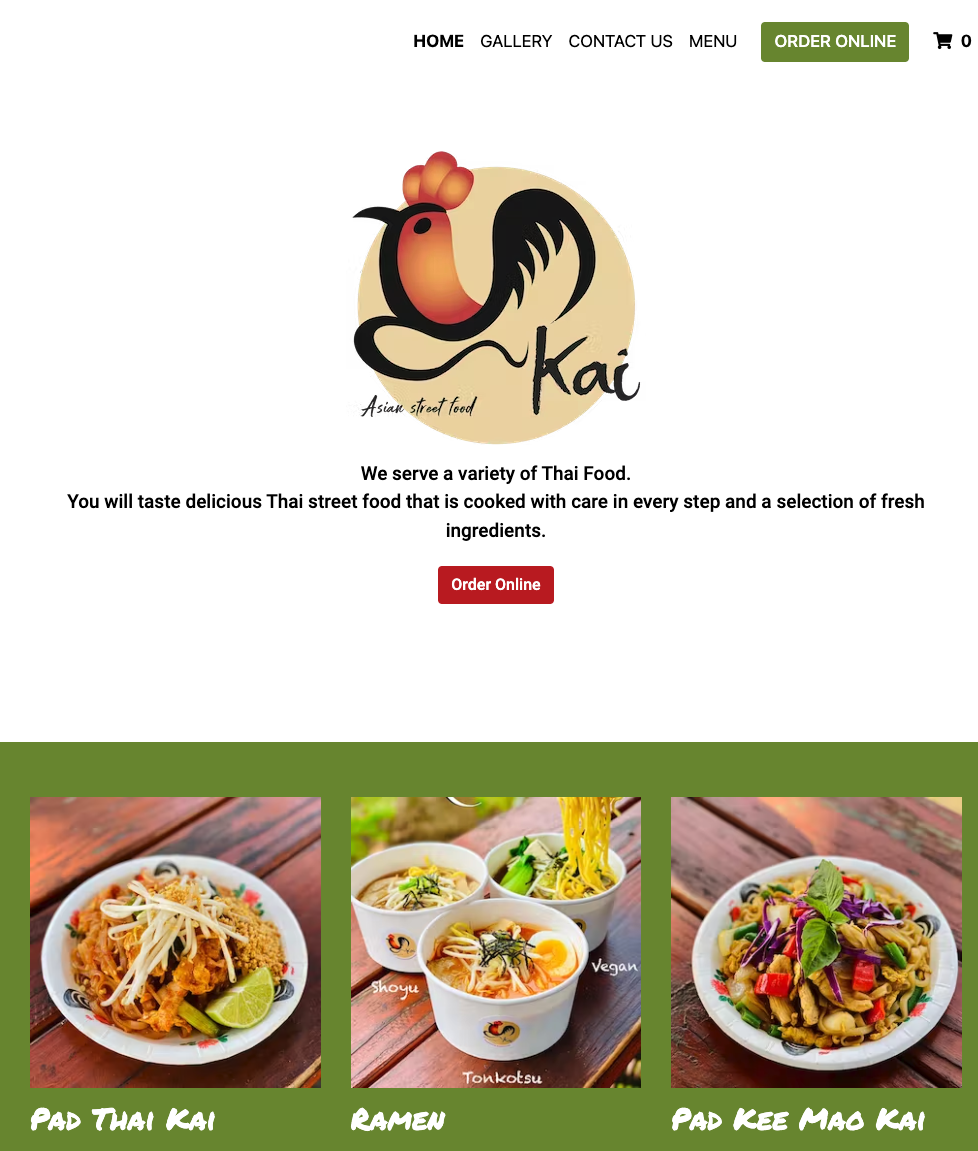 HOME GALLERY CONTACT US MENU ORDER ONLINE 0
Kai
Asian street food
We serve a variety of Thai Food.
You will taste delicious Thai street food that is cooked with care in every step and a selection of fresh
ingredients.
Order Online
Shoyu
Vegan
Tonkotsu
Pad Thai Kai
Ramen
Pad Kee Mao Kai